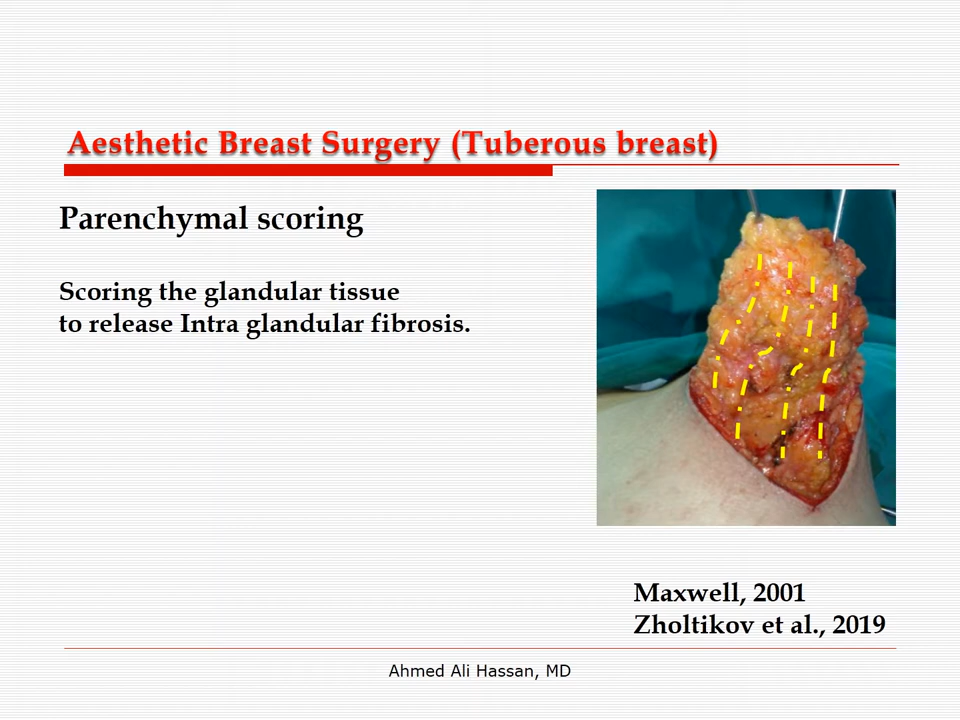 Aesthetic Breast Surgery (Tuberous breast)
Parenchymal scoring
Scoring the glandular tissue
to release Intra glandular fibrosis.
Maxwell, 2001
Zholtikov et al., 2019
Ahmed Ali Hassan, MD